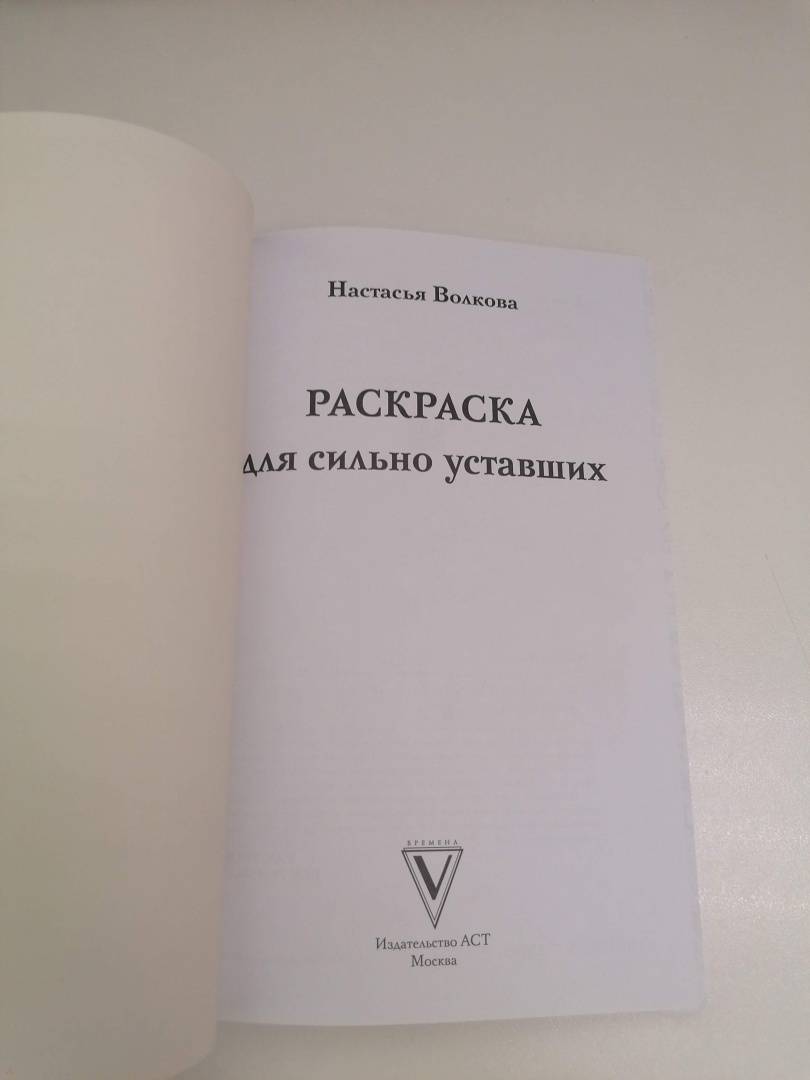 Настасья Волкова
РАСКРАСКА
для сильно уставших
ВРЕМЕНА
V
Издательство АСТ
Москва